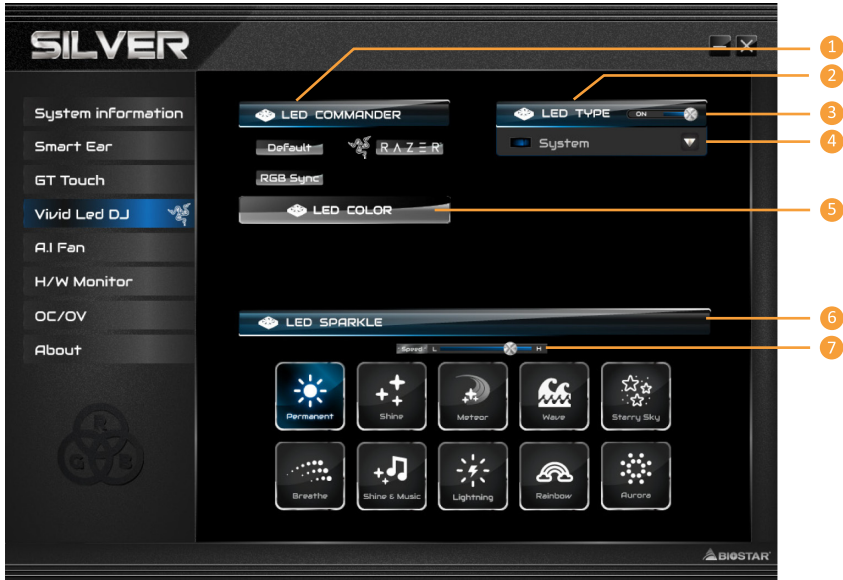 SILVER
1
2
System information
LED COMMANDER
LED TYPE ON
3
Smart Ear
Default
RAZER
System
4
GT Touch
RGB Sync
Vivid Led DJ
LED COLOR
5
A.I Fan
H/W Monitor
OC/OV
LED SPARKLE
6
About
Speed L H
7
Permanent
Shine
Meteor
Wave
Starry Sky
R
G
B
Breathe
Shine & Music
Lightning
Rainbow
Aurora
BIOSTAR